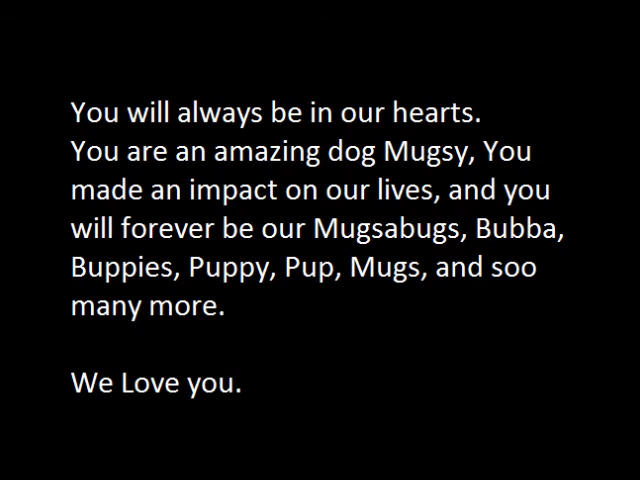 You will always be in our hearts.
You are an amazing dog Mugsy, You
made an impact on our lives, and you
will forever be our Mugsabugs, Bubba,
Buppies, Puppy, Pup, Mugs, and soo
many more.
We Love you.